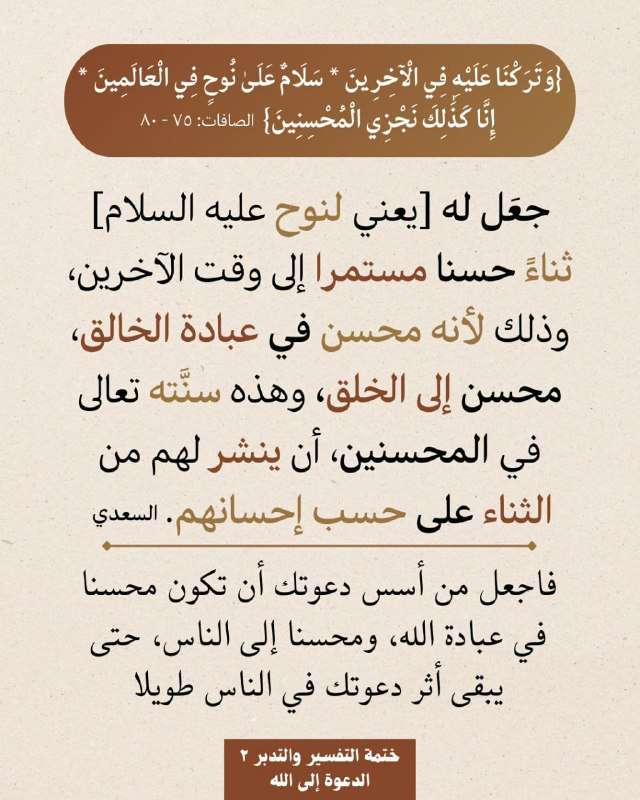 {وَتَرَكْنَا عَلَيْهِ فِي الْآخِرِينَ * سَلَامٌ عَلَىٰ نُوحٍ فِي الْعَالَمِينَ *
إِنَّا كَذَٰلِكَ نَجْزِي الْمُحْسِنِينَ} الصافات: ٧٥ - ٨٠
جعَل له [يعني لنوح عليه السلام]
ثناءً حسنا مستمرا إلى وقت الآخرين،
وذلك لأنه محسن في عبادة الخالق،
محسن إلى الخلق، وهذه سنَّته تعالى
في المحسنين، أن ينشر لهم من
الثناء على حسب إحسانهم. السعدي
فاجعل من أسس دعوتك أن تكون محسنا
في عبادة الله، ومحسنا إلى الناس، حتى
يبقى أثر دعوتك في الناس طويلا
ختمة التفسير والتدبر ٢
الدعوة إلى الله